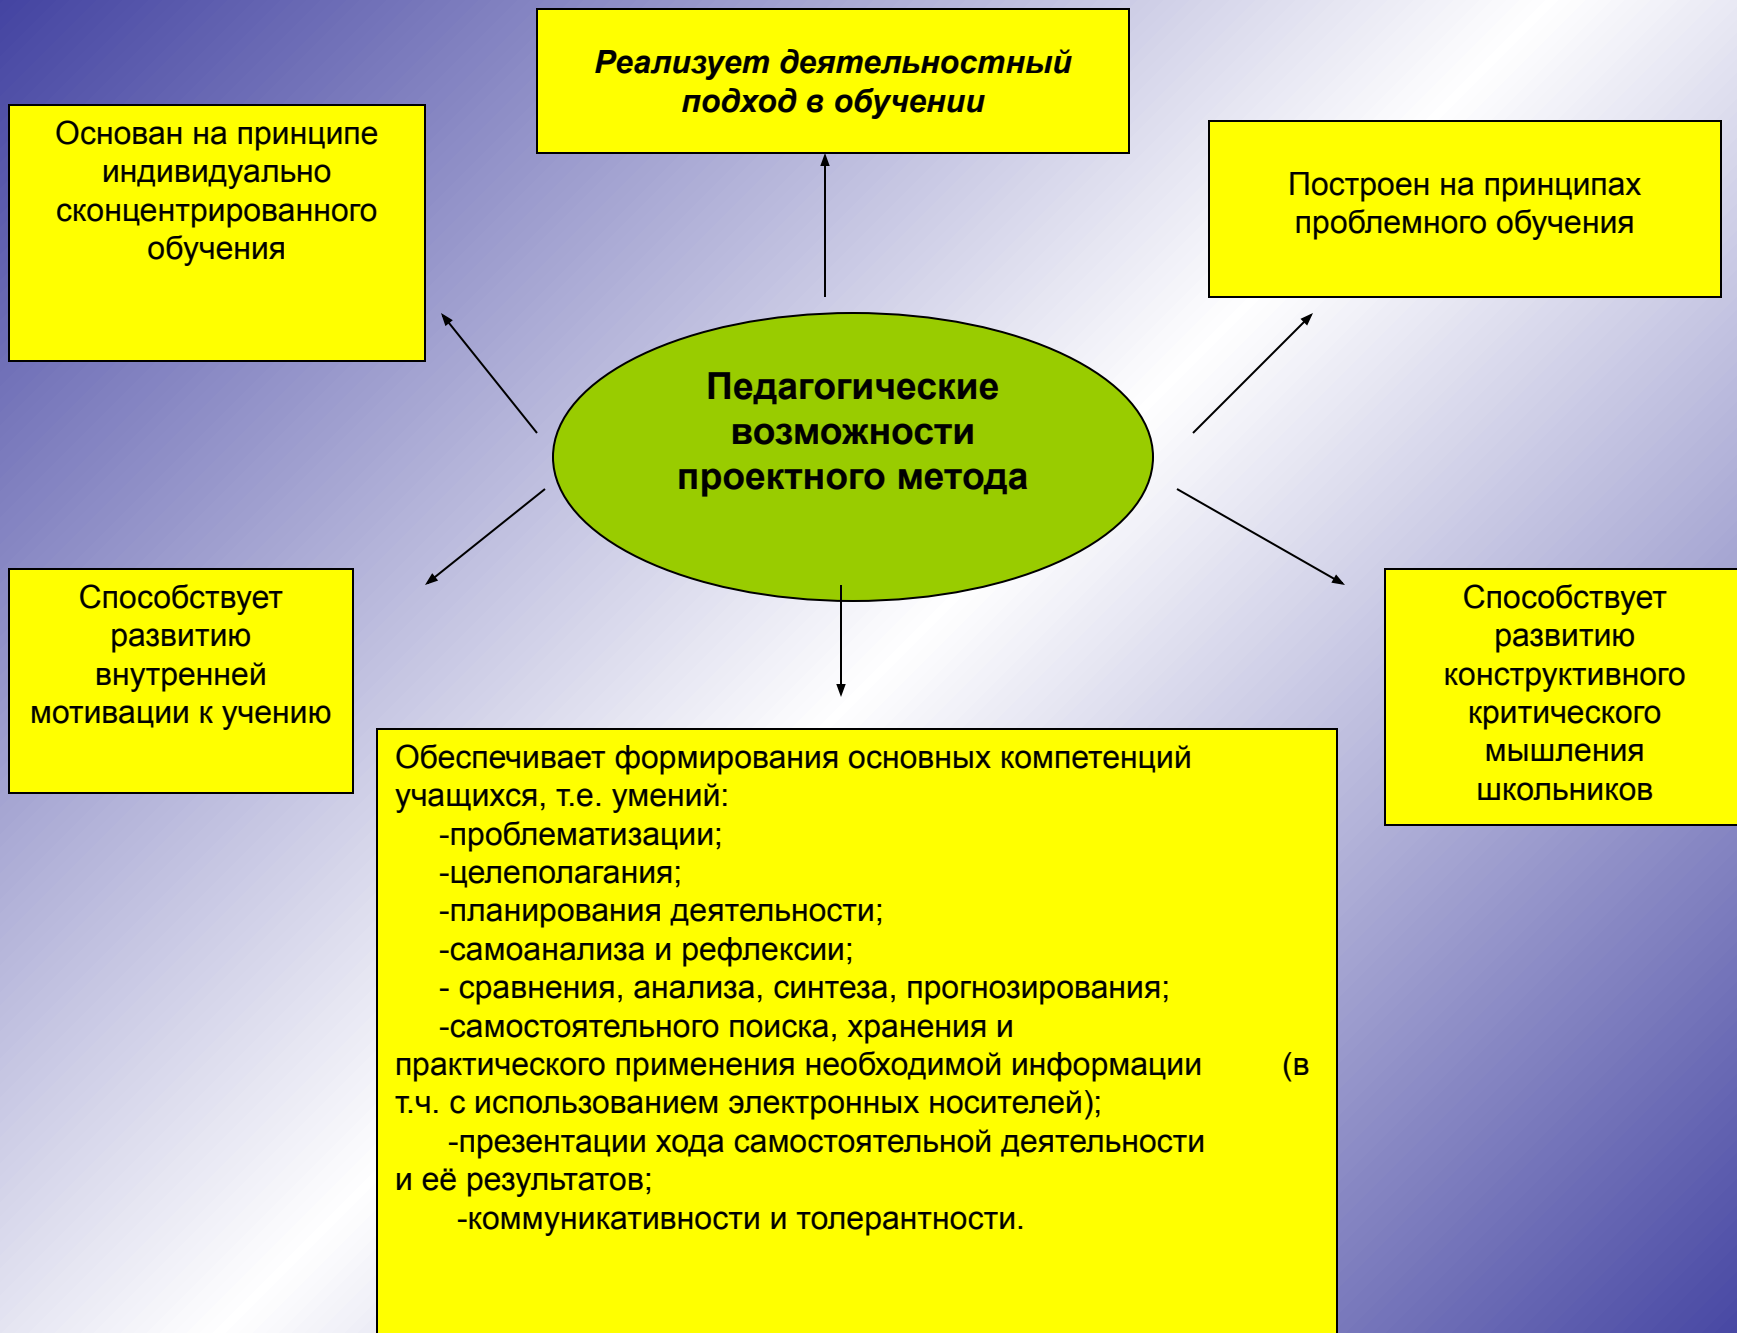 Реализует деятельностный
подход в обучении
Основан на принципе
индивидуально
сконцентрированного
обучения
Построен на принципах
проблемного обучения
Педагогические
возможности
проектного метода
Способствует
развитию
внутренней
мотивации к учению
Способствует
развитию
конструктивного
критического
мышления
школьников
Обеспечивает формирования основных компетенций
учащихся, т.е. умений:
-проблематизации;
-целеполагания;
-планирования деятельности;
-самоанализа и рефлексии;
- сравнения, анализа, синтеза, прогнозирования;
-самостоятельного поиска, хранения и
практического применения необходимой информации (в
т.ч. с использованием электронных носителей);
-презентации хода самостоятельной деятельности
и её результатов;
-коммуникативности и толерантности.